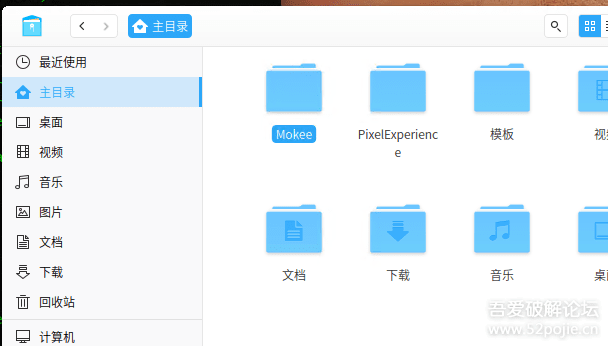 主目录
最近使用
主目录
桌面
视频
音乐
图片
文档
下载
回收站
计算机
Mokee
PixelExperienc
e
模板
视
文档
下载
音乐
桌
吾爱破解论坛
www.52pojie.cn